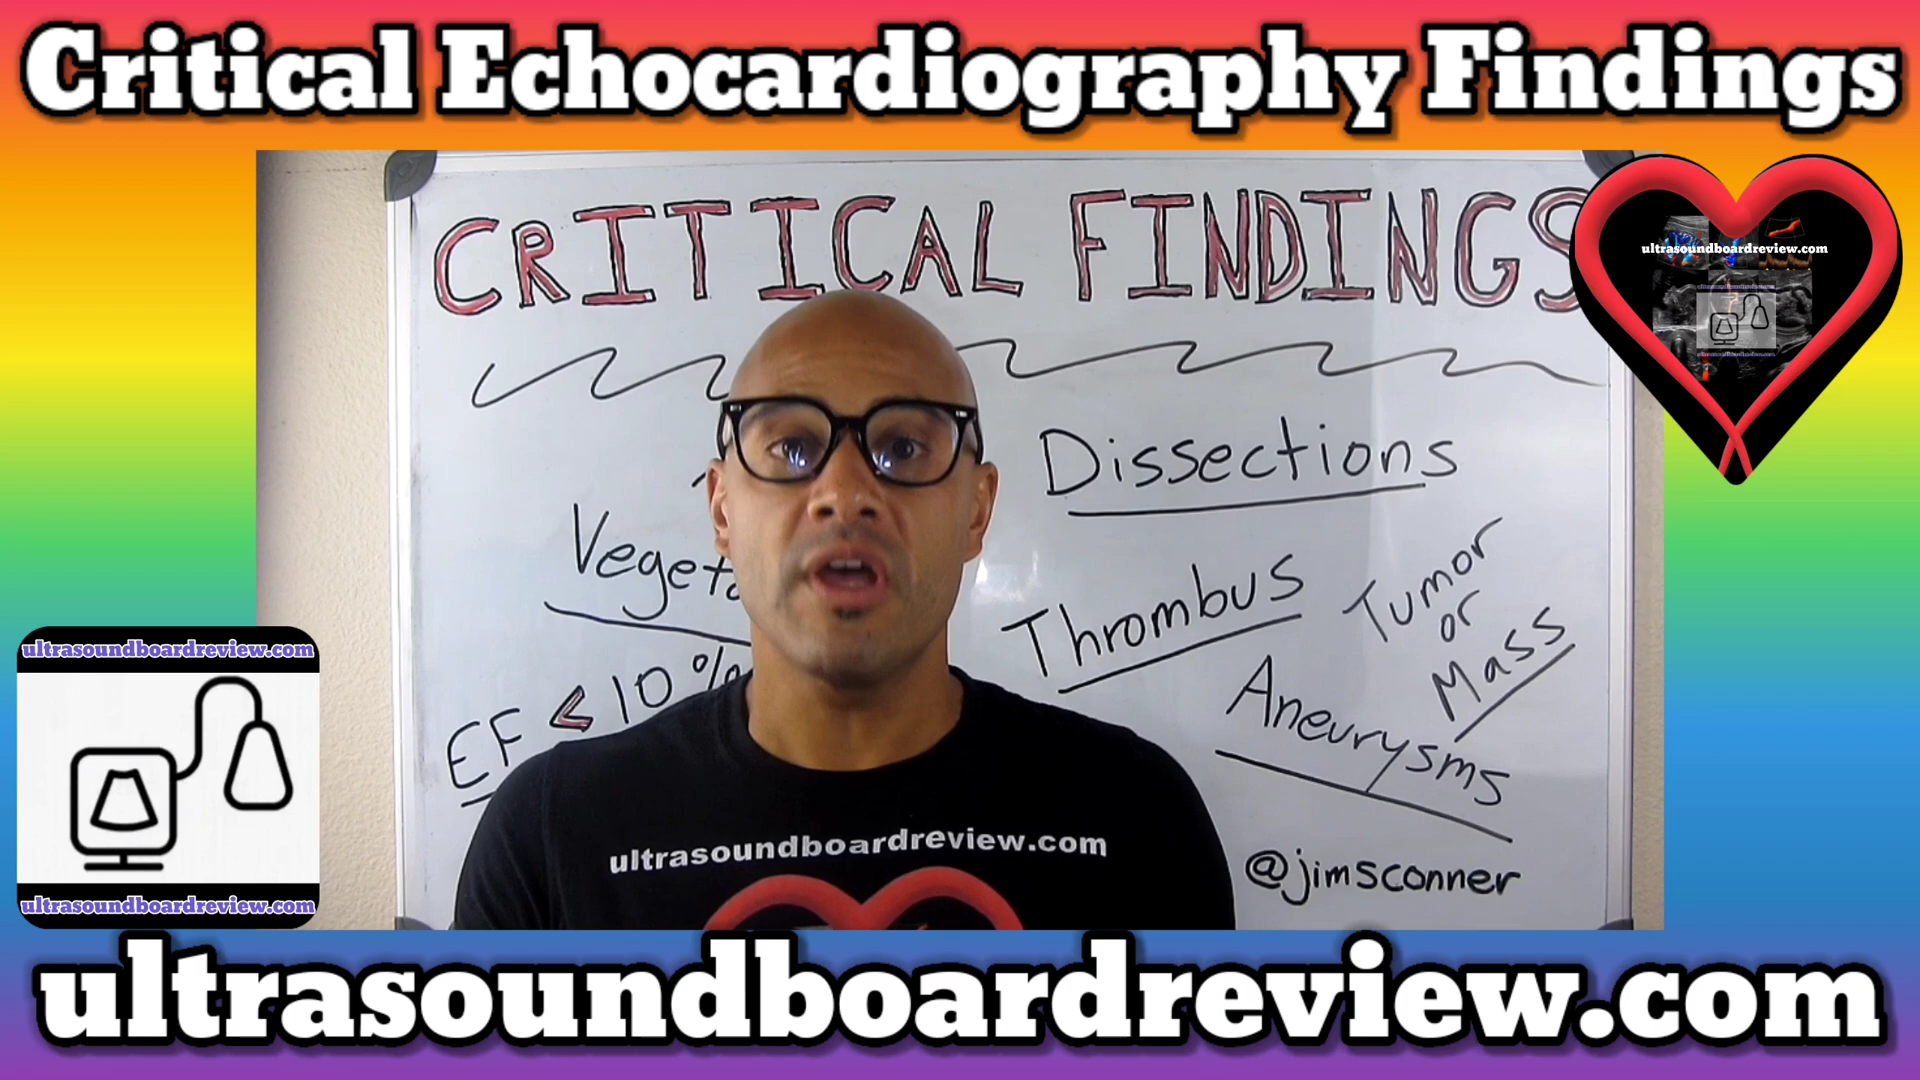 Critical Echocardiography Findings
CRITICAL FINDINGS
ultrasoundboardreview.com
Dissections
Thrombus
Tumor
or
Mass
EF < 10%
Aneurysms
ultrasoundboardreview.com
ultrasoundboardreview.com
@jimsconner
ultrasoundboardreview.com
ultrasoundboardreview.com